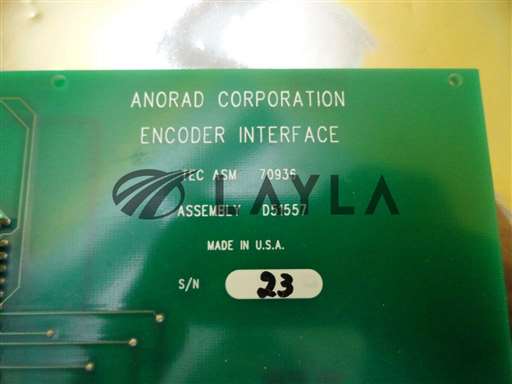 ANORAD CORPORATION
ENCODER INTERFACE
TEC ASM 70936
LAYLA
ASSEMBLY D51557
MADE IN U.S.A.
S/N 23